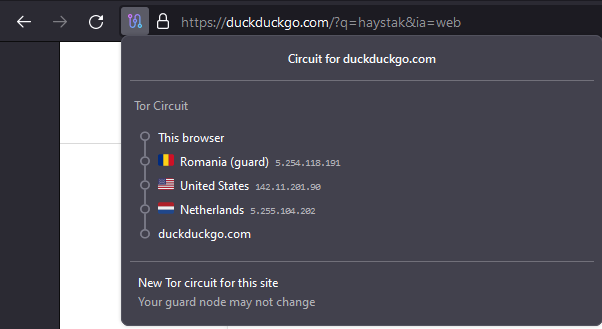 https://duckduckgo.com/?q=haystak&ia=web
Circuit for duckduckgo.com
Tor Circuit
This browser
Romania (guard) 5.254.118.191
United States 142.11.201.90
Netherlands 5.255.104.202
duckduckgo.com
New Tor circuit for this site
Your guard node may not change